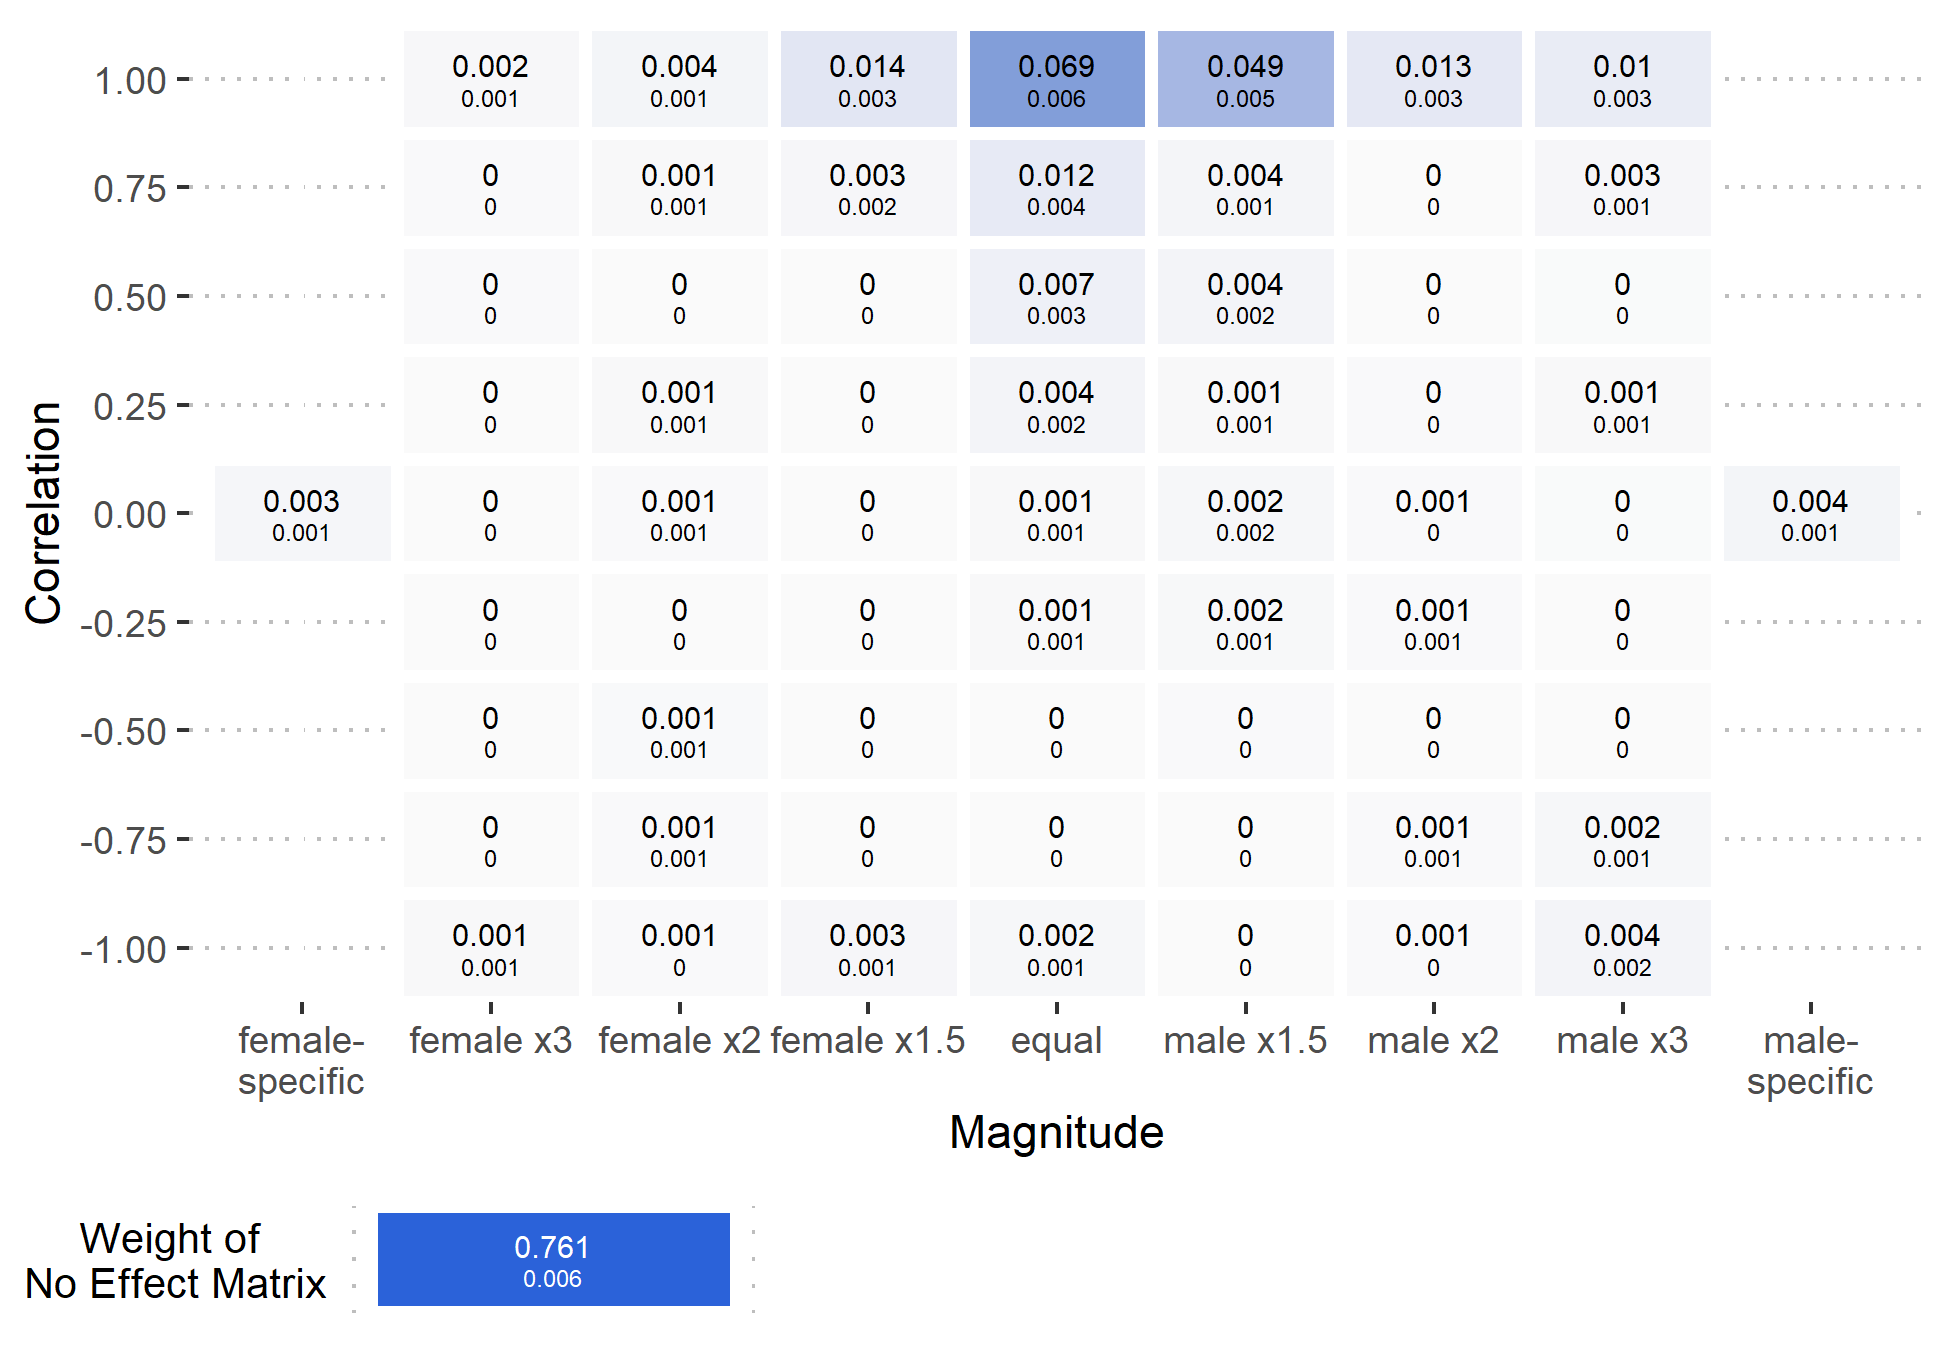 1.00 0.002 0.004 0.014 0.069 0.049 0.013 0.01
0.001 0.001 0.003 0.006 0.005 0.003 0.003
0.75 0 0.001 0.003 0.012 0.004 0 0.003
0 0.001 0.002 0.004 0.001 0 0.001
0.50 0 0 0 0.007 0.004 0 0
0 0 0 0.003 0.002 0 0
0.25 0 0.001 0 0.004 0.001 0 0.001
0 0.001 0 0.002 0.001 0 0.001
0.00 0.003 0 0.001 0 0.001 0.002 0.001 0 0.004
0.001 0 0.001 0 0.001 0.002 0 0 0.001
-0.25 0 0 0 0.001 0.002 0.001 0
0 0 0 0.001 0.001 0.001 0
-0.50 0 0.001 0 0 0 0 0
0 0.001 0 0 0 0 0
-0.75 0 0.001 0 0 0 0.001 0.002
0 0.001 0 0 0 0.001 0.001
-1.00 0.001 0.001 0.003 0.002 0 0.001 0.004
0.001 0 0.001 0.001 0 0 0.002
Correlation
female- female x3 female x2 female x1.5 equal male x1.5 male x2 male x3 male-
specific specific
Magnitude
Weight of
No Effect Matrix
0.761
0.006